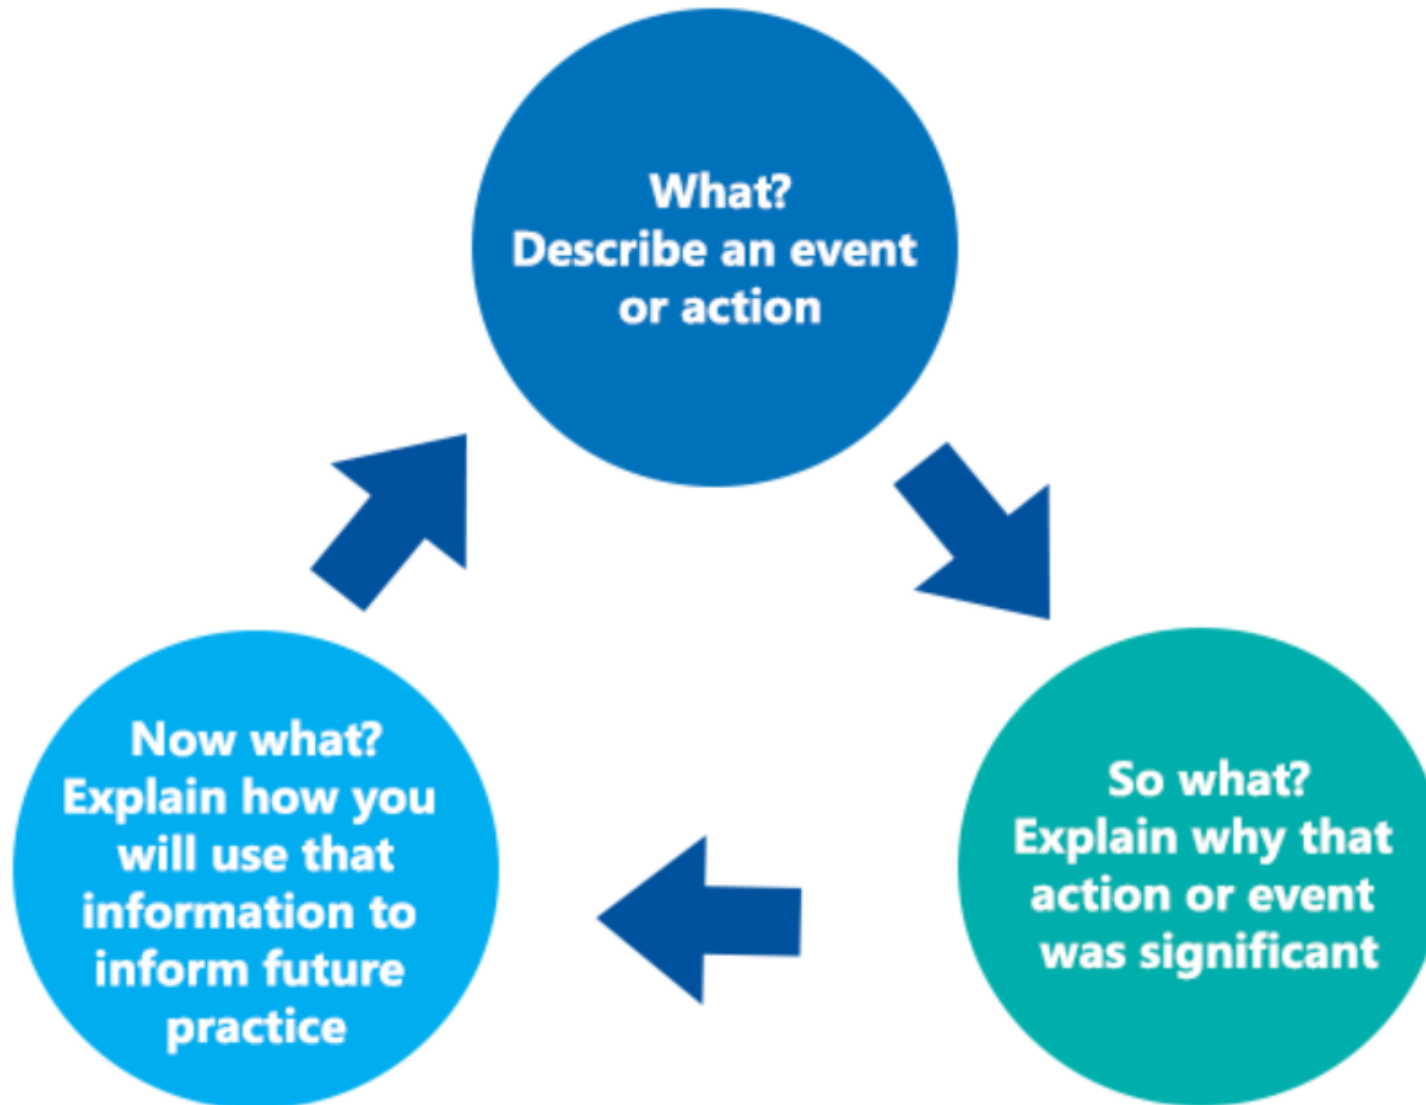 What?
Describe an event
or action
So what?
Explain why that
action or event
was significant
Now what?
Explain how you
will use that
information to
inform future
practice